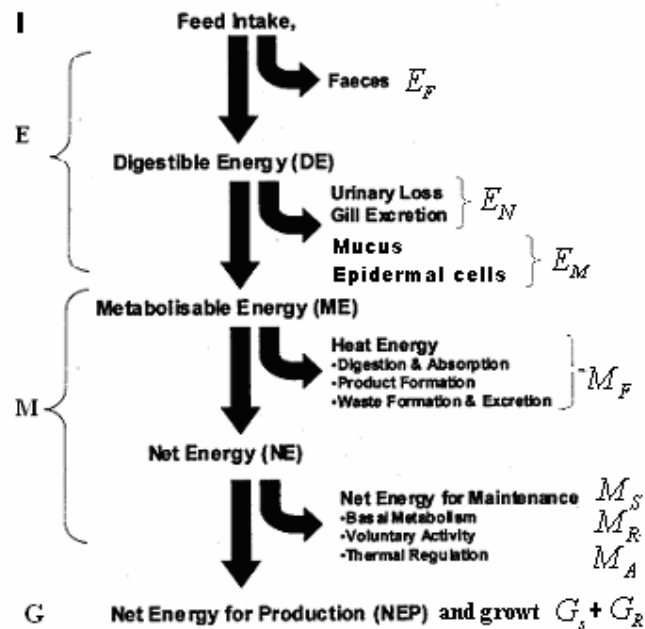 I Feed Intake,
Faeces E_F
E
Digestible Energy (DE)
Urinary Loss
Gill Excretion E_N
Mucus
Epidermal cells E_M
Metabolisable Energy (ME)
Heat Energy
•Digestion & Absorption
•Product Formation
•Waste Formation & Excretion M_F
M
Net Energy (NE)
Net Energy for Maintenance M_S
•Basal Metabolism M_R
•Voluntary Activity
•Thermal Regulation M_A
G Net Energy for Production (NEP) and growt G_s + G_R